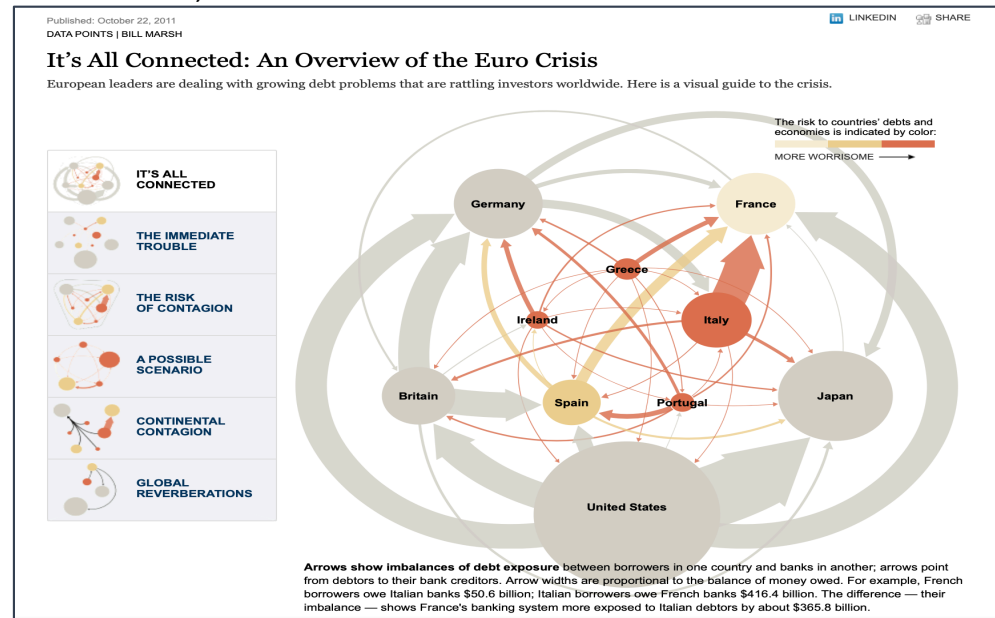 Published: October 22, 2011
LINKEDIN
SHARE
DATA POINTS | BILL MARSH
It's All Connected: An Overview of the Euro Crisis
European leaders are dealing with growing debt problems that are rattling investors worldwide. Here is a visual guide to the crisis.
The risk to countries' debts and
economies is indicated by color:
MORE WORRISOME
IT'S ALL
CONNECTED
THE IMMEDIATE
TROUBLE
THE RISK
OF CONTAGION
A POSSIBLE
SCENARIO
CONTINENTAL
CONTAGION
GLOBAL
REVERBERATIONS
Germany
France
Greece
Ireland
Italy
Britain
Spain
Portugal
Japan
United States
Arrows show imbalances of debt exposure between borrowers in one country and banks in another; arrows point
from debtors to their bank creditors. Arrow widths are proportional to the balance of money owed. For example, French
borrowers owe Italian banks $50.6 billion; Italian borrowers owe French banks $416.4 billion. The difference — their
imbalance — shows France's banking system more exposed to Italian debtors by about $365.8 billion.